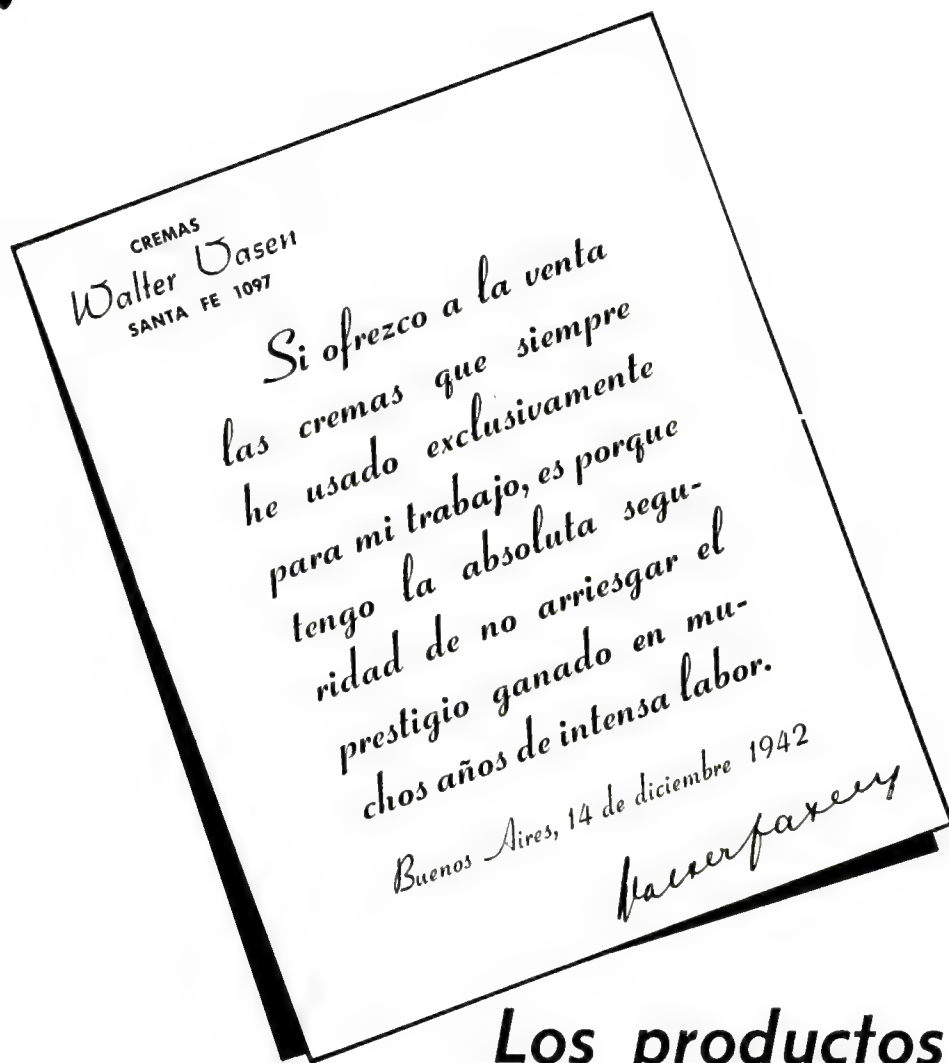 CREMAS
Walter Vasen
SANTA FE 1097
Si ofrezco a la venta
las cremas que siempre
he usado exclusivamente
para mi trabajo, es porque
tengo la absoluta segu-
ridad de no arriesgar el
prestigio ganado en mu-
chos años de intensa labor.
Buenos Aires, 14 de diciembre 1942
Los productos